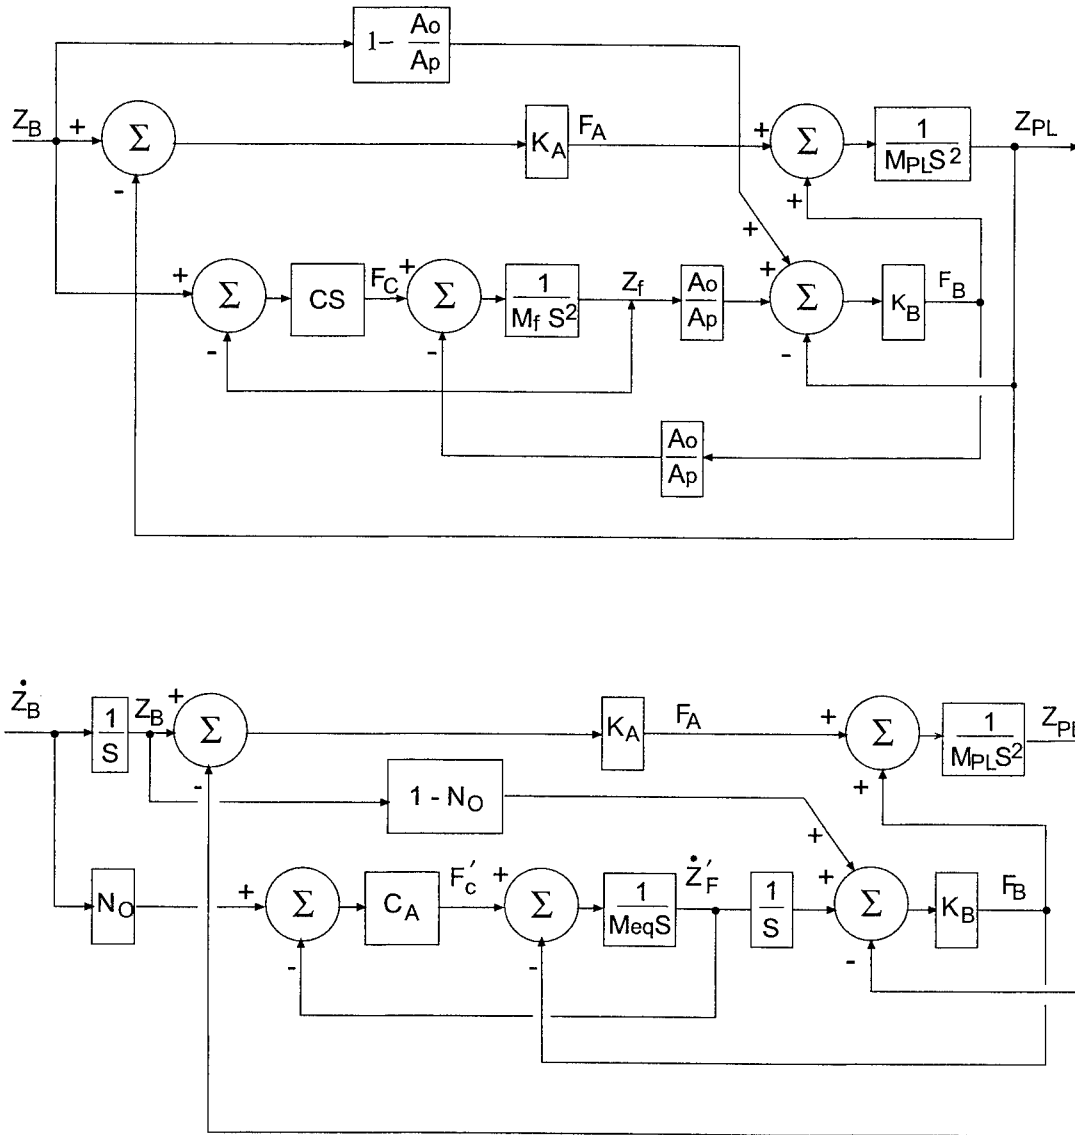 1- Ao
Ap
Z_B + Σ K_A F_A + Σ 1 Z_PL
M_PL S²
-
+
+
+ Σ CS F_C + Σ 1 Z_f Ao + Σ K_B F_B
M_f S² Ap
- - -
Ao
Ap
Ż_B 1 Z_B + Σ K_A F_A + Σ 1 Z_PL
S M_PL S²
- 1 - N_O +
+
N_O + Σ C_A F_c′ + Σ 1 Ż_F′ 1 + Σ K_B F_B
MeqS S
- - -